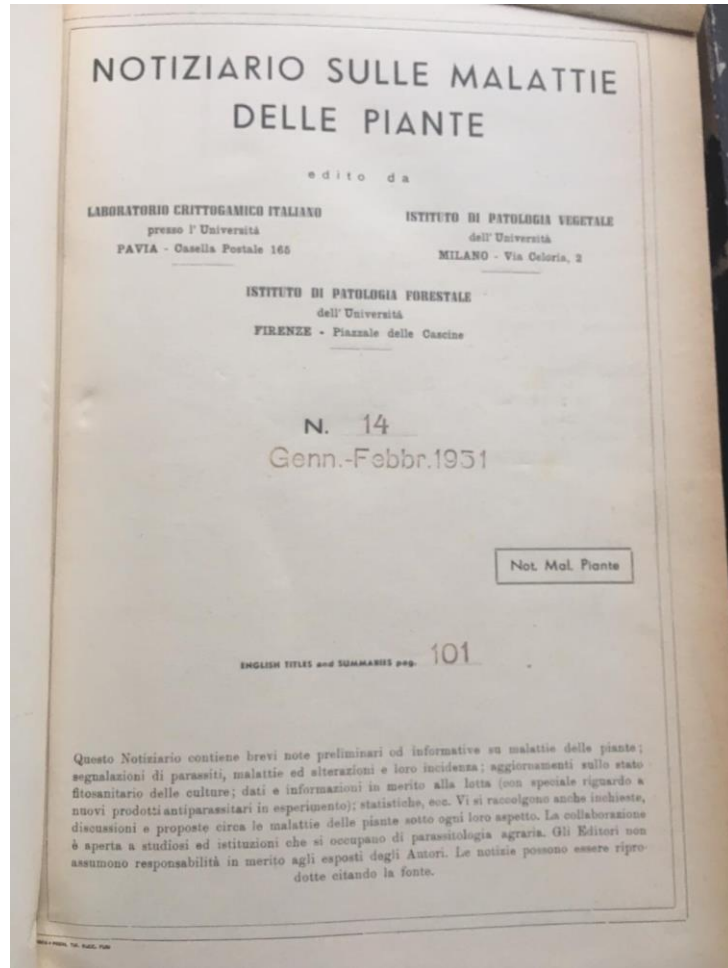 NOTIZIARIO SULLE MALATTIE
DELLE PIANTE
edito da
LABORATORIO CRITTOGAMICO ITALIANO
presso l' Università
PAVIA - Casella Postale 165
ISTITUTO DI PATOLOGIA VEGETALE
dell' Università
MILANO - Via Celoria, 2
ISTITUTO DI PATOLOGIA FORESTALE
dell' Università
FIRENZE - Piazzale delle Cascine
N. 14
Genn.-Febbr.1951
Not. Mal. Piante
ENGLISH TITLES and SUMMARIES pag. 101
Questo Notiziario contiene brevi note preliminari od informative su malattie delle piante;
segnalazioni di parassiti, malattie ed alterazioni e loro incidenza; aggiornamenti sullo stato
fitosanitario delle culture; dati e informazioni in merito alla lotta (con speciale riguardo a
nuovi prodotti antiparassitari in esperimento); statistiche, ecc. Vi si raccolgono anche inchieste,
discussioni e proposte circa le malattie delle piante sotto ogni loro aspetto. La collaborazione
è aperta a studiosi ed istituzioni che si occupano di parassitologia agraria. Gli Editori non
assumono responsabilità in merito agli esposti degli Autori. Le notizie possono essere ripro-
dotte citando la fonte.